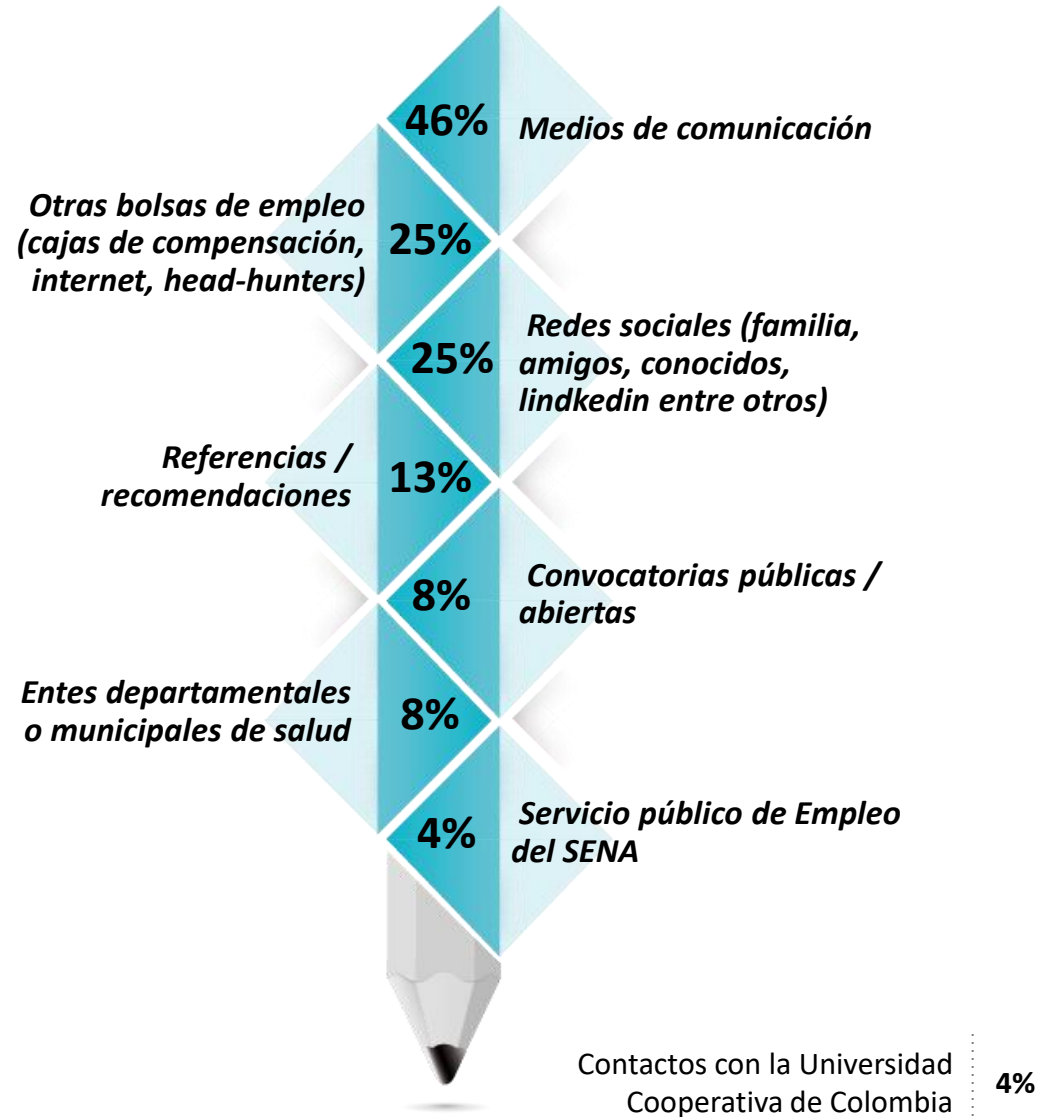 46%
Medios de comunicación
Otras bolsas de empleo
(cajas de compensación,
internet, head-hunters)
25%
25%
Redes sociales (familia,
amigos, conocidos,
lindkedin entre otros)
Referencias /
recomendaciones
13%
8%
Convocatorias públicas /
abiertas
Entes departamentales
o municipales de salud
8%
4%
Servicio público de Empleo
del SENA
Contactos con la Universidad
Cooperativa de Colombia
4%